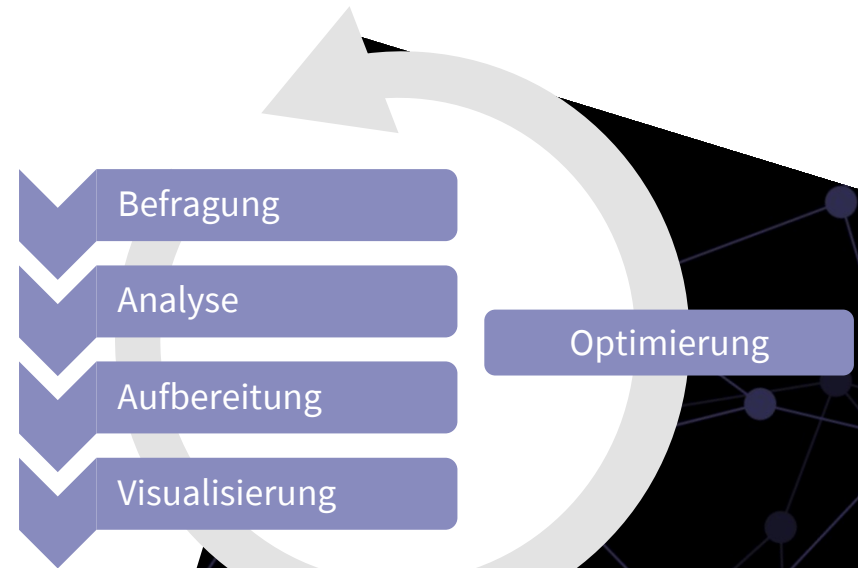 Befragung
Analyse
Aufbereitung
Visualisierung
Optimierung